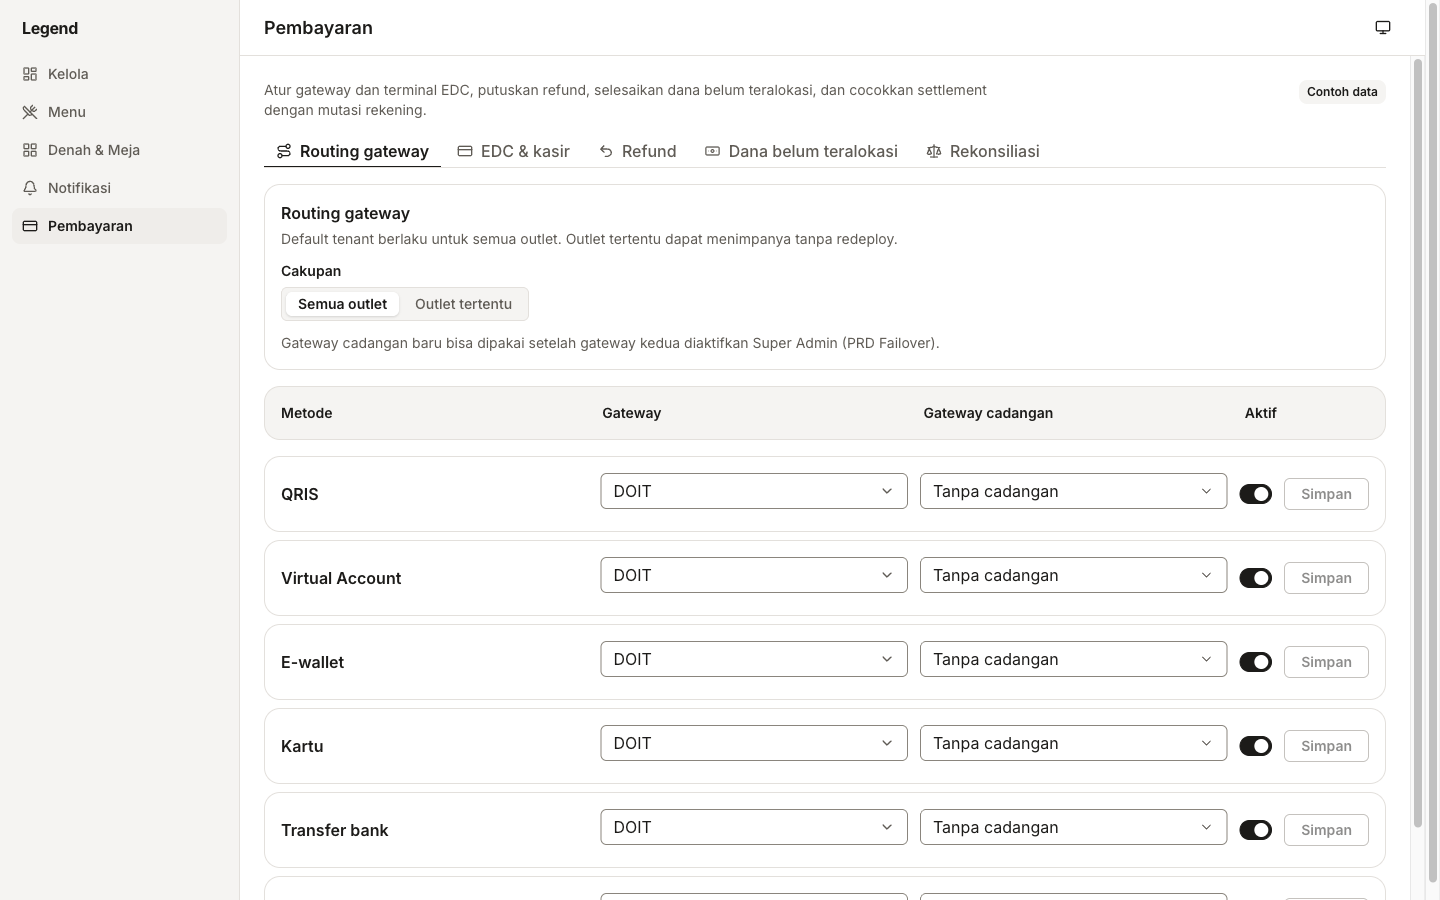 Legend
Kelola
Menu
Denah & Meja
Notifikasi
Pembayaran
Pembayaran
Atur gateway dan terminal EDC, putuskan refund, selesaikan dana belum teralokasi, dan cocokkan settlement
dengan mutasi rekening.
Contoh data
Routing gateway
EDC & kasir
Refund
Dana belum teralokasi
Rekonsiliasi
Routing gateway
Default tenant berlaku untuk semua outlet. Outlet tertentu dapat menimpanya tanpa redeploy.
Cakupan
Semua outlet
Outlet tertentu
Gateway cadangan baru bisa dipakai setelah gateway kedua diaktifkan Super Admin (PRD Failover).
Metode
Gateway
Gateway cadangan
Aktif
QRIS
DOIT
Tanpa cadangan
Simpan
Virtual Account
DOIT
Tanpa cadangan
Simpan
E-wallet
DOIT
Tanpa cadangan
Simpan
Kartu
DOIT
Tanpa cadangan
Simpan
Transfer bank
DOIT
Tanpa cadangan
Simpan